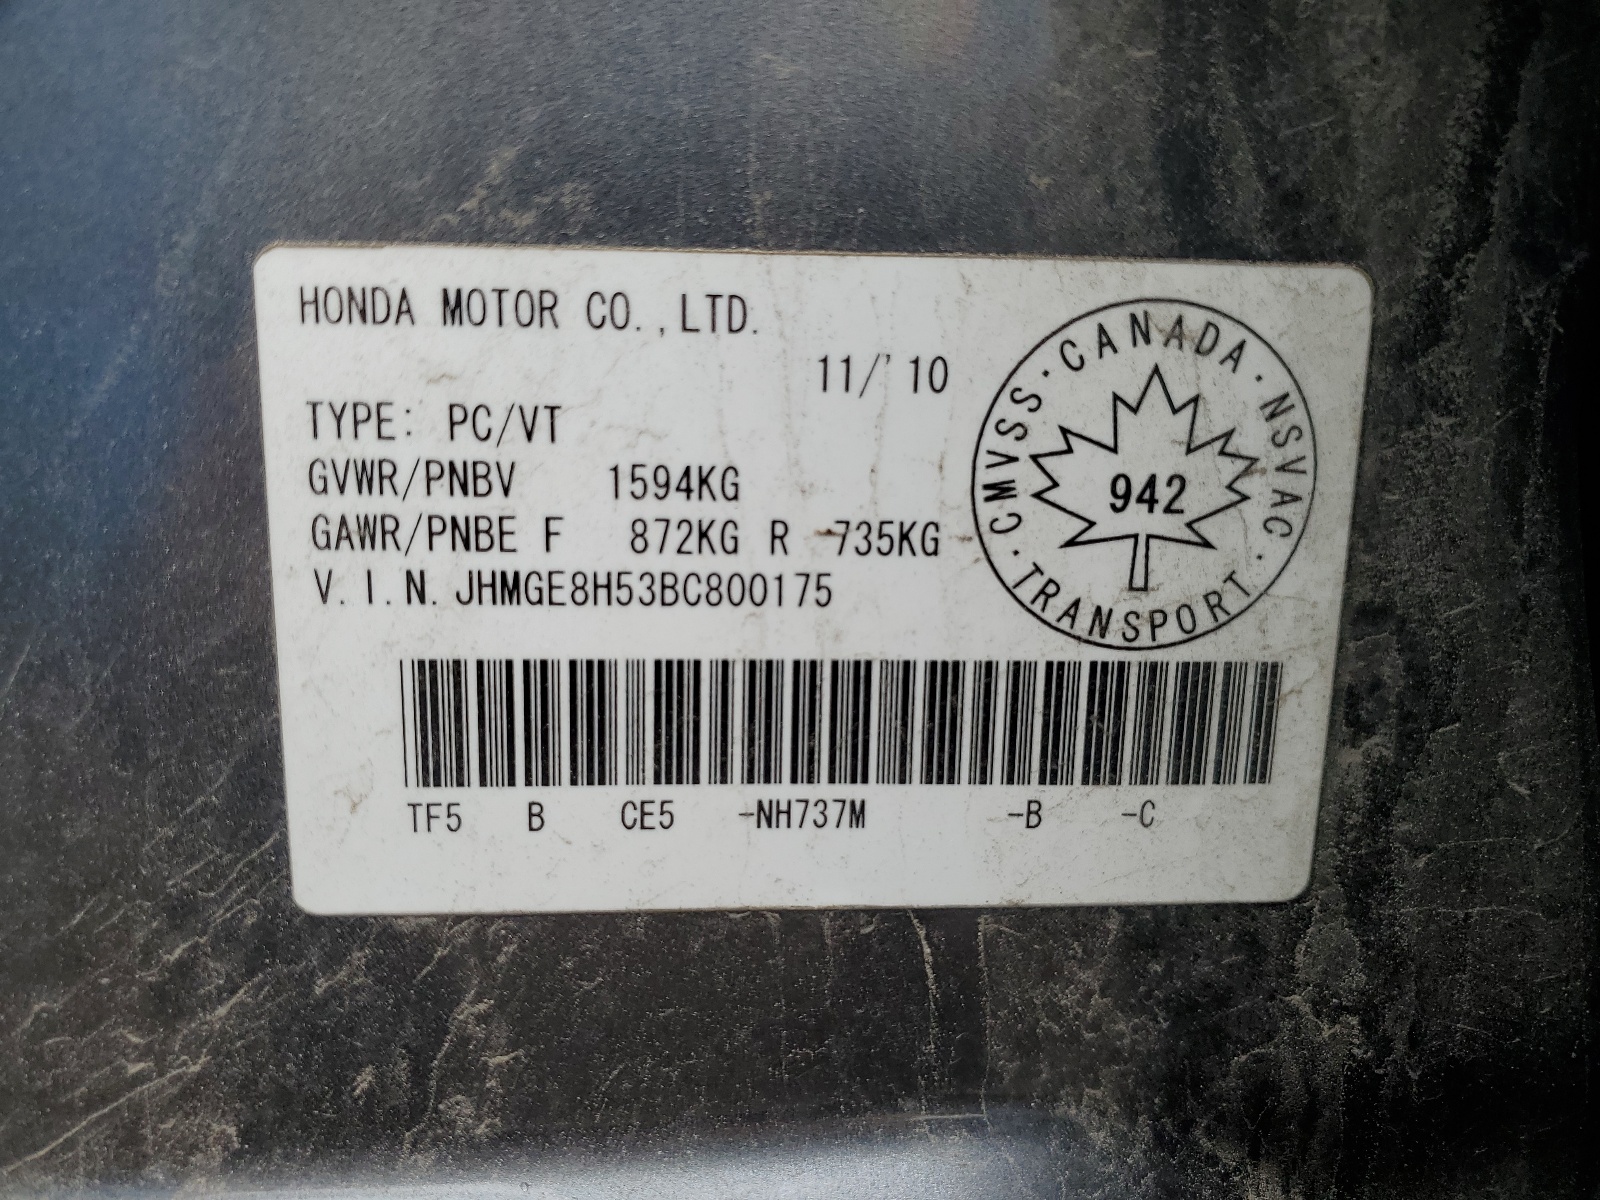 HONDA MOTOR CO.,LTD.
11/'10
TYPE: PC/VT
GVWR/PNBV 1594KG
GAWR/PNBE F 872KG R 735KG
V.I.N. JHMGE8H53BC800175
CMVSS · CANADA · NSVAC · TRANSPORT ·
942
TF5 B CE5 -NH737M -B -C